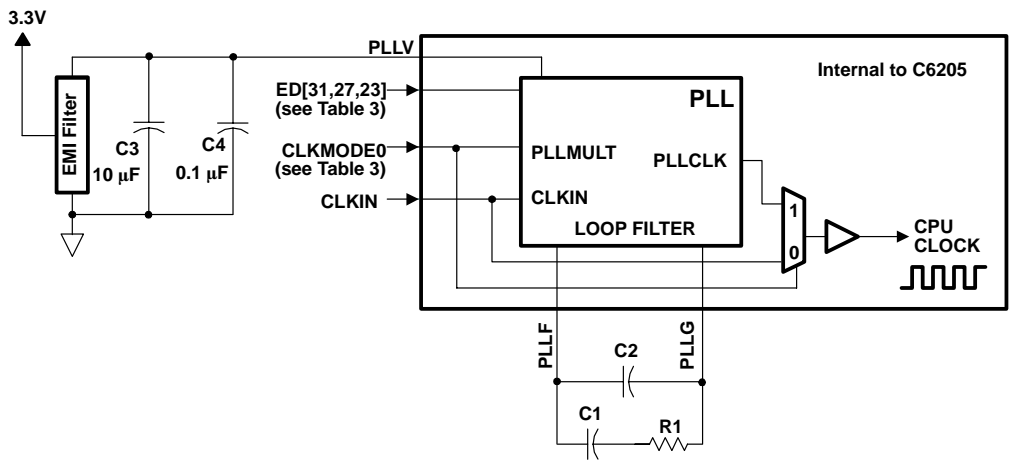 3.3V
PLLV
EMI Filter
C3
10 μF
C4
0.1 μF
ED[31,27,23]
(see Table 3)
CLKMODE0
(see Table 3)
CLKIN
Internal to C6205
PLL
PLLMULT
PLLCLK
CLKIN
LOOP FILTER
1
0
CPU
CLOCK
PLLF
PLLG
C2
C1
R1